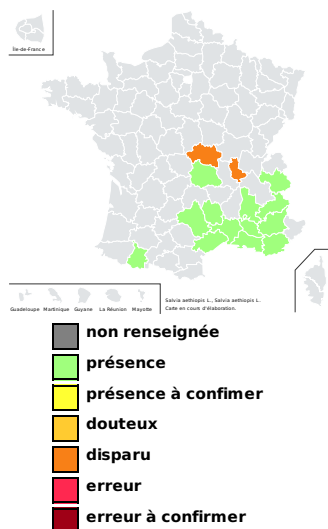 Île-de-France
Guadeloupe Martinique Guyane La Réunion Mayotte
Salvia aethiopis L., Salvia aethiopis L.
Carte en cours d'élaboration.
non renseignée
présence
présence à confimer
douteux
disparu
erreur
erreur à confirmer